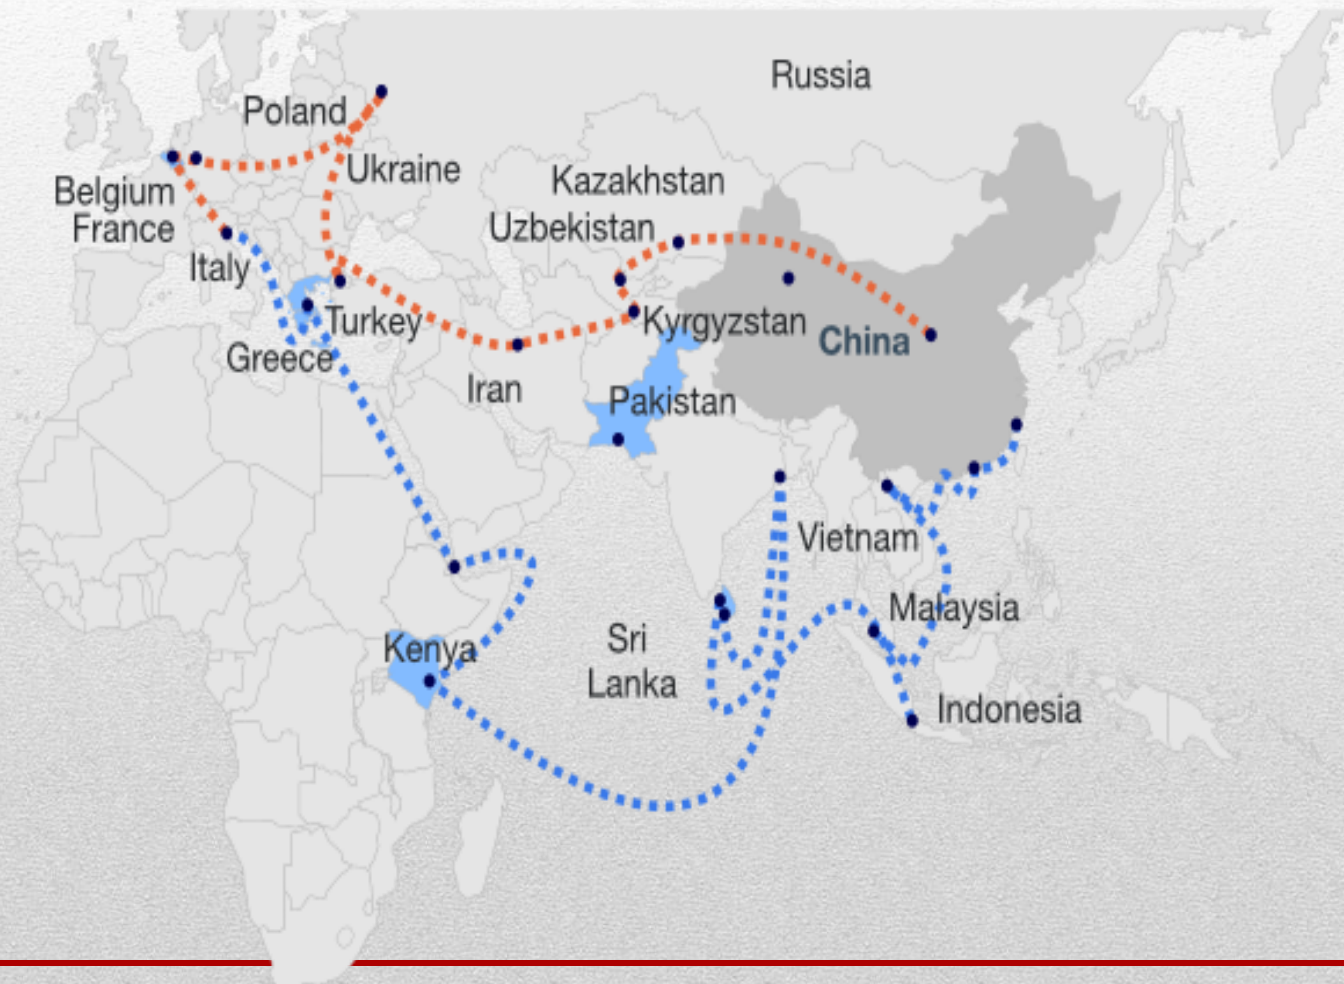 Russia
Poland
Ukraine
Kazakhstan
Belgium
France
Uzbekistan
Italy
Turkey
Kyrgyzstan
China
Greece
Iran
Pakistan
Vietnam
Malaysia
Kenya
Sri
Lanka
Indonesia